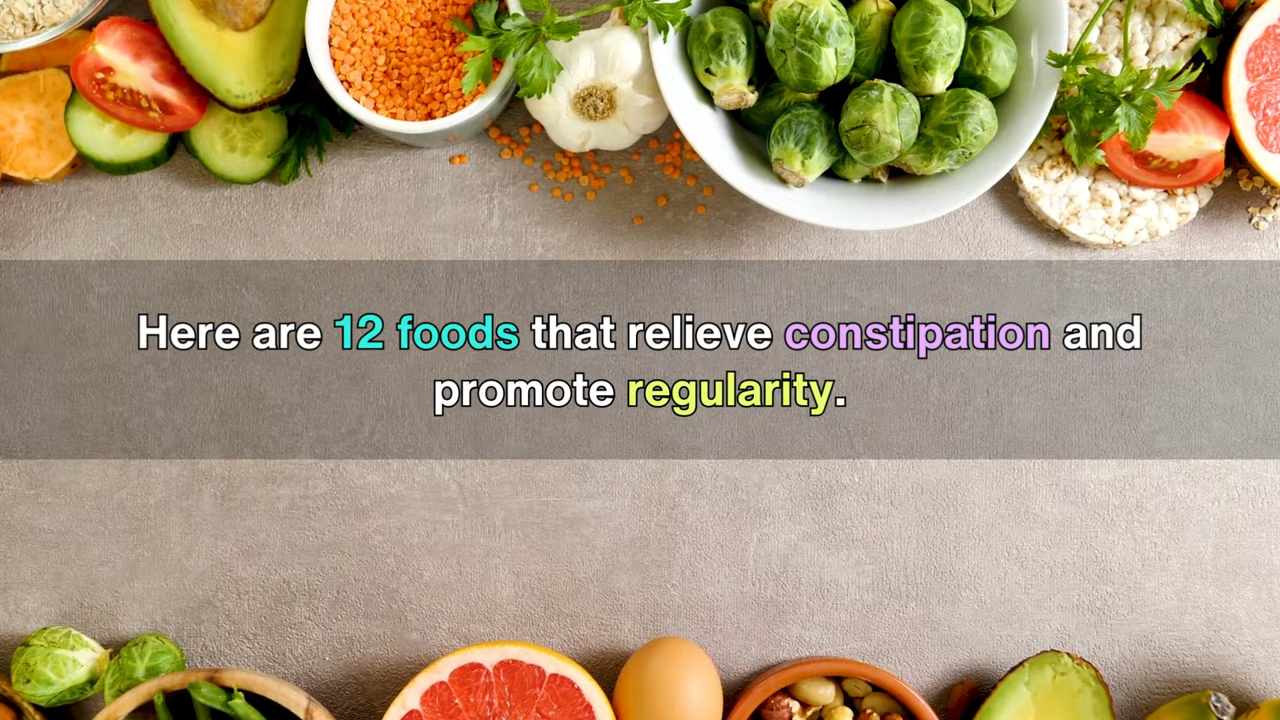 Here are 12 foods that relieve constipation and
promote regularity.